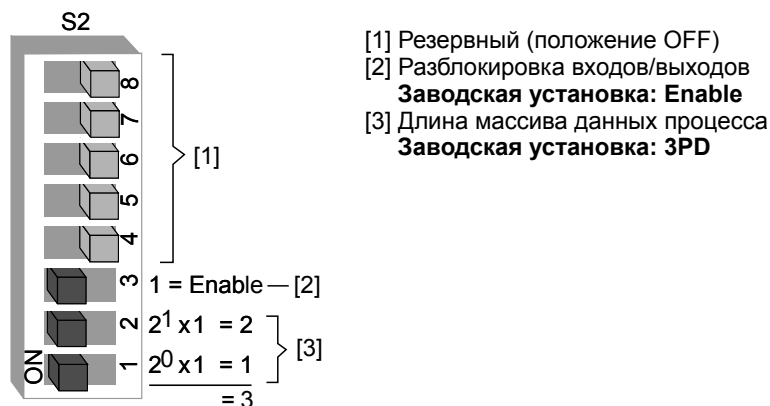 S2
8
7
6
5
4
[1]
3 1 = Enable — [2]
2 2¹ x 1 = 2
[3]
ON 1 2⁰ x 1 = 1
= 3
[1] Резервный (положение OFF)
[2] Разблокировка входов/выходов
Заводская установка: Enable
[3] Длина массива данных процесса
Заводская установка: 3PD